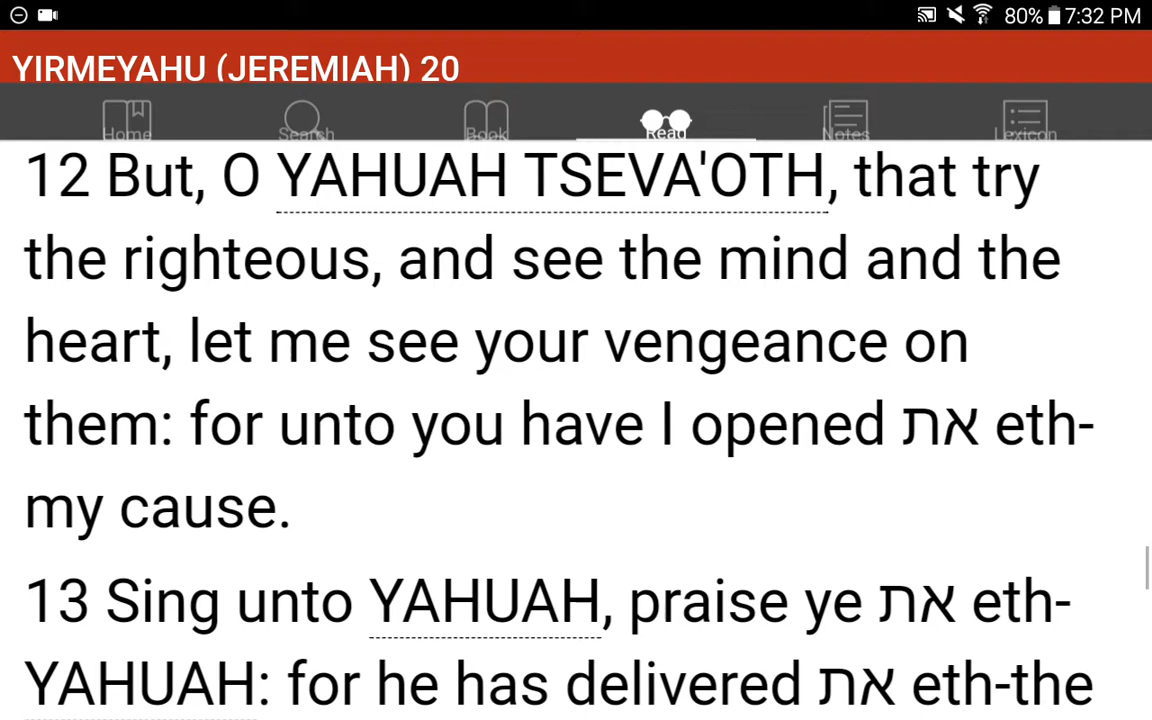 80% 7:32 PM
YIRMEYAHU (JEREMIAH) 20
Home Search Book Read Notes Lexicon
12 But, O YAHUAH TSEVA'OTH, that try
the righteous, and see the mind and the
heart, let me see your vengeance on
them: for unto you have I opened את eth-
my cause.
13 Sing unto YAHUAH, praise ye את eth-
YAHUAH: for he has delivered את eth-the